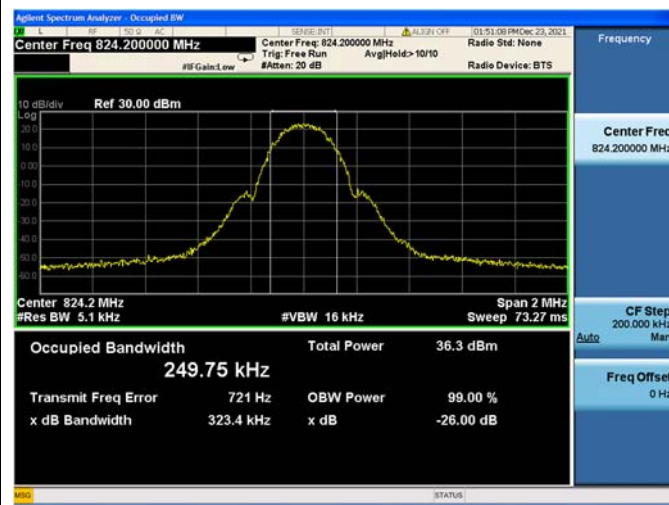 Agilent Spectrum Analyzer - Occupied BW
L RF 50 Ω AC SENSE:INT ALIGN OFF 01:51:08 PM Dec 23, 2021
Center Freq 824.200000 MHz
Center Freq: 824.200000 MHz
Radio Std: None
Trig: Free Run Avg|Hold:>10/10
#IFGain:Low #Atten: 20 dB Radio Device: BTS
10 dB/div Ref 30.00 dBm
Log
20.0
10.0
0.00
-10.0
-20.0
-30.0
-40.0
-50.0
-60.0
Center 824.2 MHz Span 2 MHz
#Res BW 5.1 kHz #VBW 16 kHz Sweep 73.27 ms
Occupied Bandwidth Total Power 36.3 dBm
249.75 kHz
Transmit Freq Error 721 Hz OBW Power 99.00 %
x dB Bandwidth 323.4 kHz x dB -26.00 dB
MSG STATUS
Frequency
Center Freq
824.200000 MHz
CF Step
200.000 kHz
Auto Man
Freq Offset
0 Hz